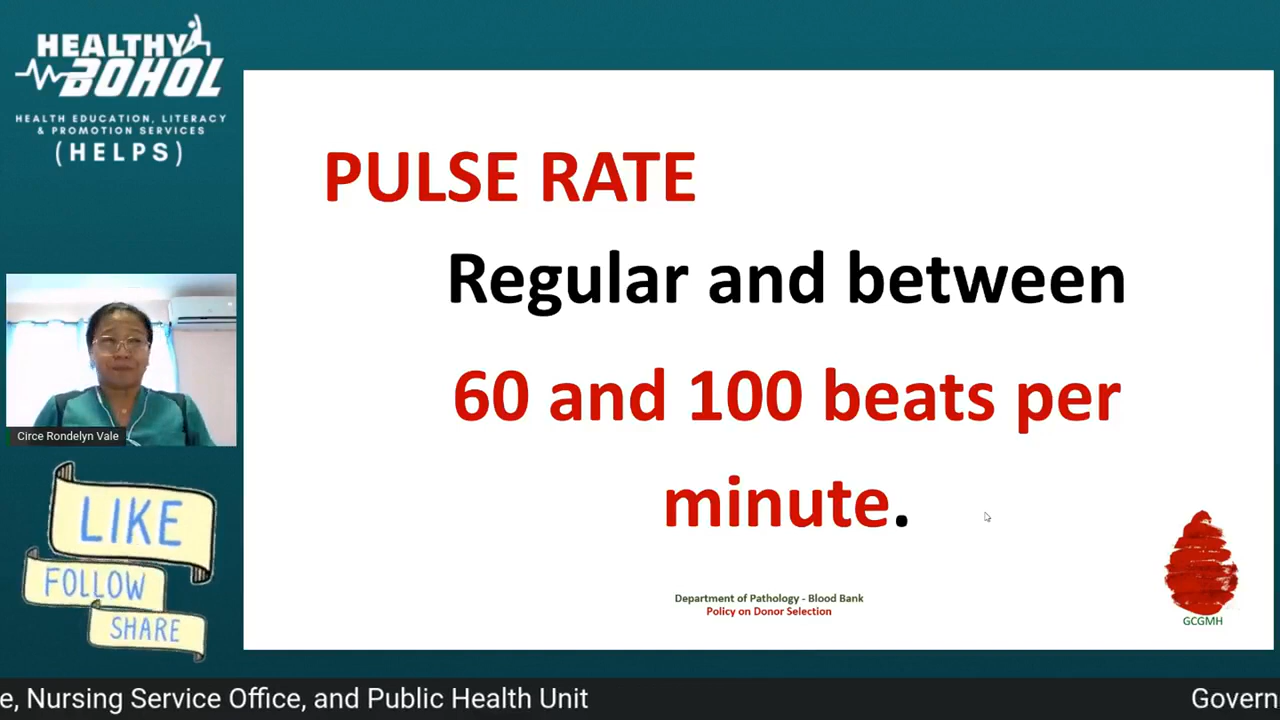 HEALTHY
BOHOL
HEALTH EDUCATION, LITERACY
& PROMOTION SERVICES
(HELPS)
PULSE RATE
Regular and between
60 and 100 beats per
minute.
Circe Rondelyn Vale
LIKE
FOLLOW
SHARE
Department of Pathology - Blood Bank
Policy on Donor Selection
GCGMH
e, Nursing Service Office, and Public Health Unit
Govern